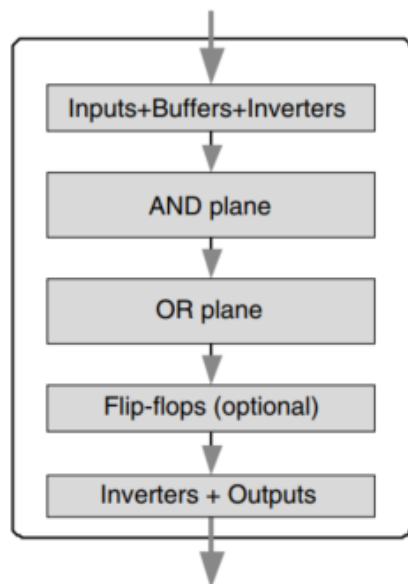 Inputs+Buffers+Inverters
AND plane
OR plane
Flip-flops (optional)
Inverters + Outputs